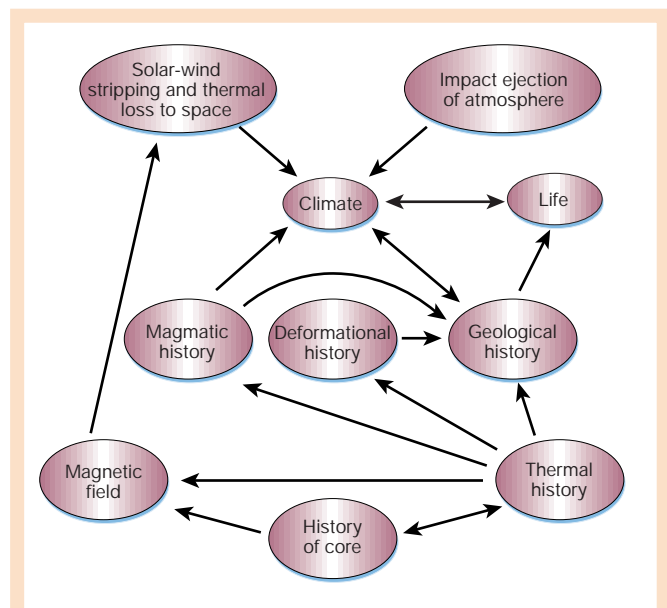 Solar-wind
stripping and thermal
loss to space
Impact ejection
of atmosphere
Climate
Life
Magmatic
history
Deformational
history
Geological
history
Magnetic
field
Thermal
history
History
of core